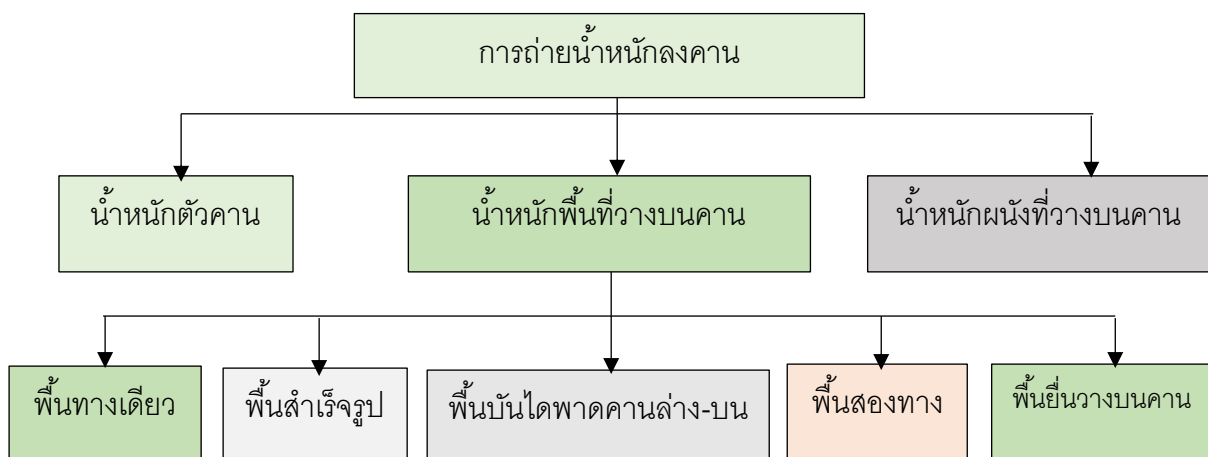 การถ่ายน้ำหนักลงคาน
น้ำหนักตัวคาน
น้ำหนักพื้นที่วางบนคาน
น้ำหนักผนังที่วางบนคาน
พื้นทางเดียว
พื้นสำเร็จรูป
พื้นบันไดพาดคานล่าง-บน
พื้นสองทาง
พื้นยื่นวางบนคาน